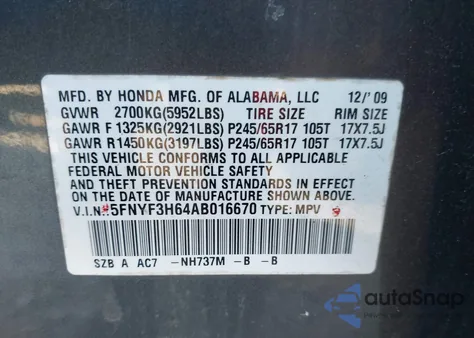 MFD. BY HONDA MFG. OF ALABAMA, LLC 12/'09
GVWR 2700KG(5952LBS) TIRE SIZE RIM SIZE
GAWR F 1325KG(2921LBS) P245/65R17 105T 17X7.5J
GAWR R 1450KG(3197LBS) P245/65R17 105T 17X7.5J
THIS VEHICLE CONFORMS TO ALL APPLICABLE
FEDERAL MOTOR VEHICLE SAFETY
AND THEFT PREVENTION STANDARDS IN EFFECT
ON THE DATE OF MANUFACTURE SHOWN ABOVE.
V.I.N.: 5FNYF3H64AB016670 TYPE: MPV
SZB A AC7 -NH737M -B -B
autoSnap